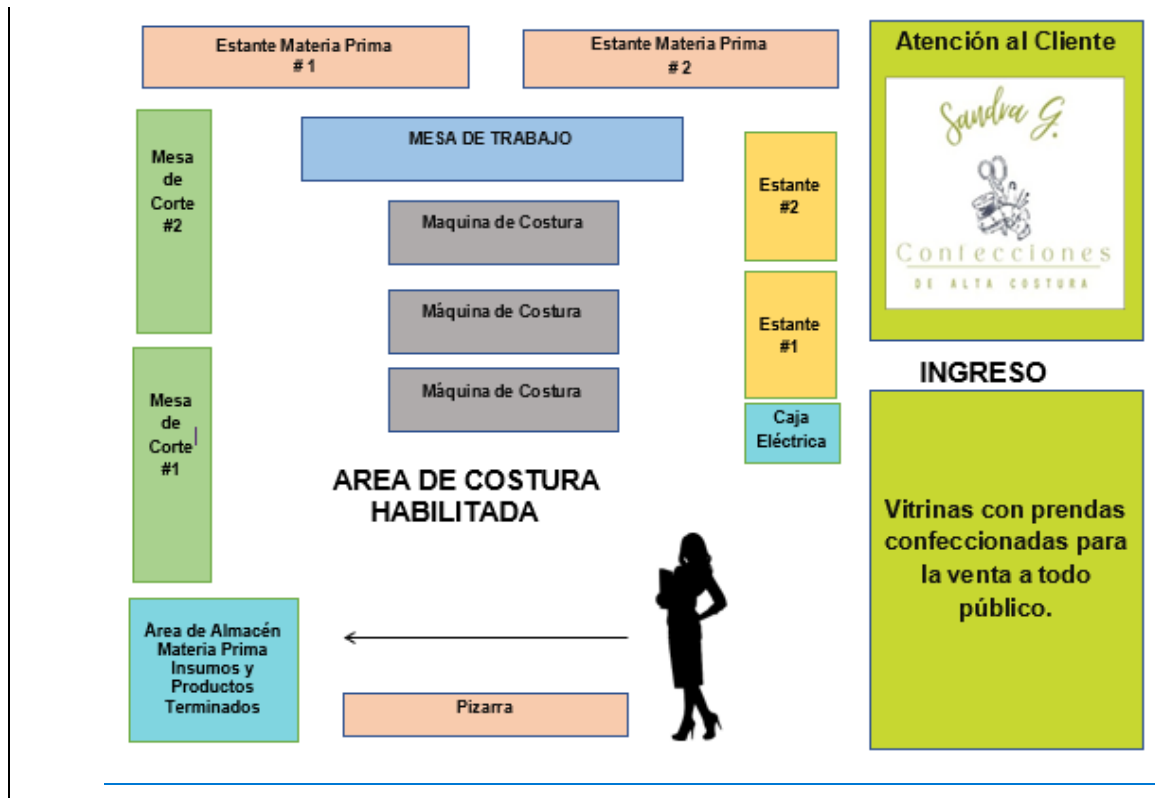 Estante Materia Prima
# 1
Estante Materia Prima
# 2
Atención al Cliente
Sandra G.
Confecciones
DE ALTA COSTURA
MESA DE TRABAJO
Mesa
de
Corte
#2
Maquina de Costura
Estante
#2
Máquina de Costura
Estante
#1
Máquina de Costura
INGRESO
Mesa
de
Corte
#1
Caja
Eléctrica
AREA DE COSTURA
HABILITADA
Vitrinas con prendas
confeccionadas para
la venta a todo
público.
Área de Almacén
Materia Prima
Insumos y
Productos
Terminados
Pizarra